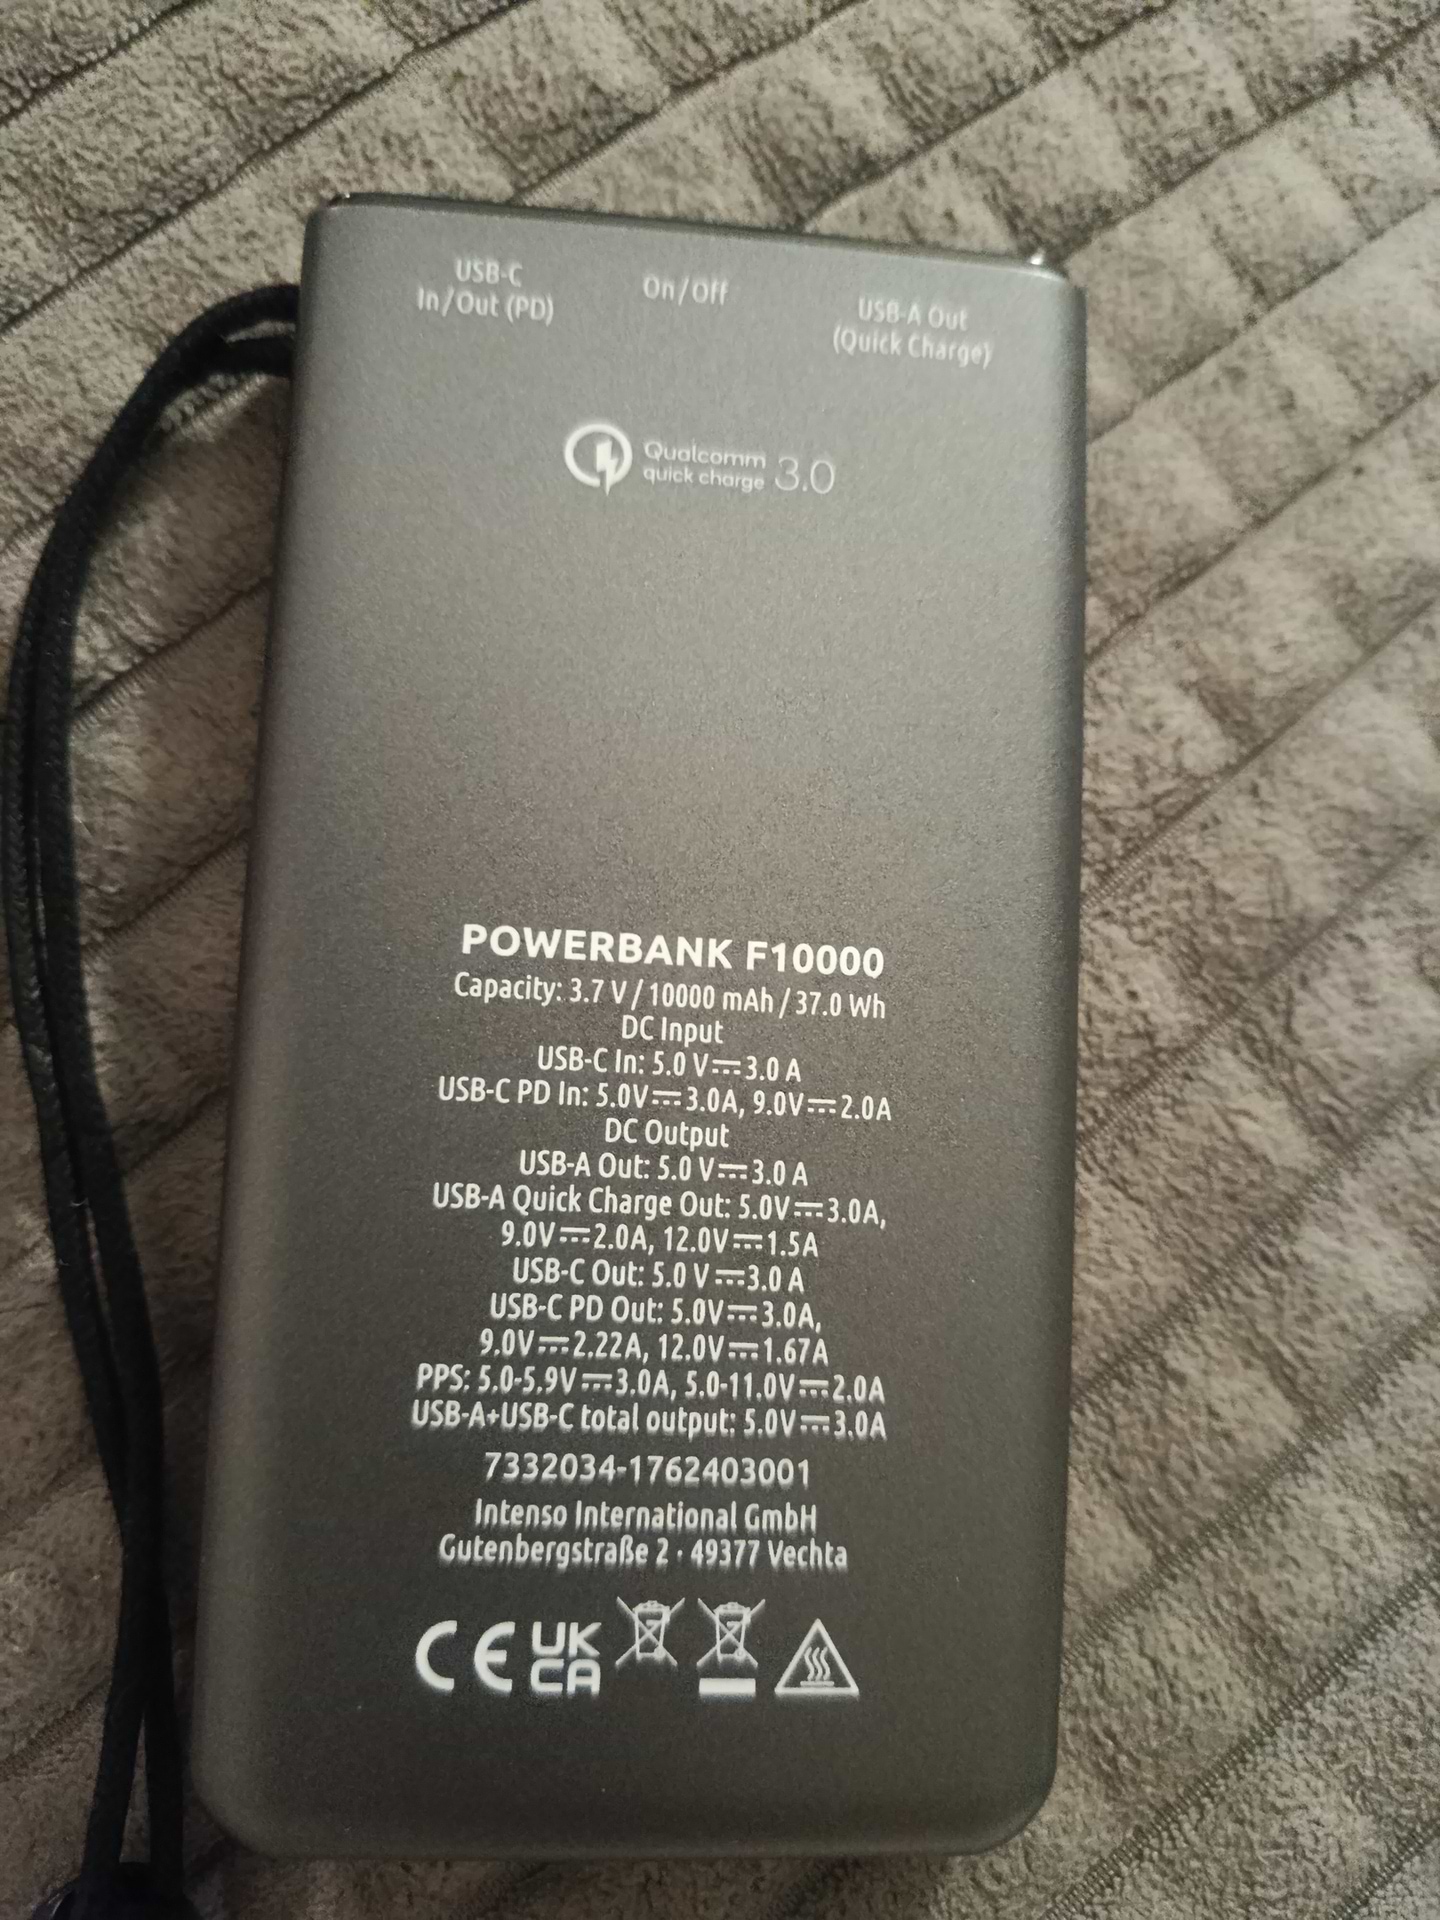 USB-C
In/Out (PD)
On/Off
USB-A Out
(Quick Charge)
Qualcomm
quick charge 3.0
POWERBANK F10000
Capacity: 3.7 V / 10000 mAh / 37.0 Wh
DC Input
USB-C In: 5.0 V⎓3.0 A
USB-C PD In: 5.0V⎓3.0A, 9.0V⎓2.0A
DC Output
USB-A Out: 5.0 V⎓3.0 A
USB-A Quick Charge Out: 5.0V⎓3.0A,
9.0V⎓2.0A, 12.0V⎓1.5A
USB-C Out: 5.0 V⎓3.0 A
USB-C PD Out: 5.0V⎓3.0A,
9.0V⎓2.22A, 12.0V⎓1.67A
PPS: 5.0-5.9V⎓3.0A, 5.0-11.0V⎓2.0A
USB-A+USB-C total output: 5.0V⎓3.0A
7332034-1762403001
Intenso International GmbH
Gutenbergstraße 2 · 49377 Vechta
CE UK
CA